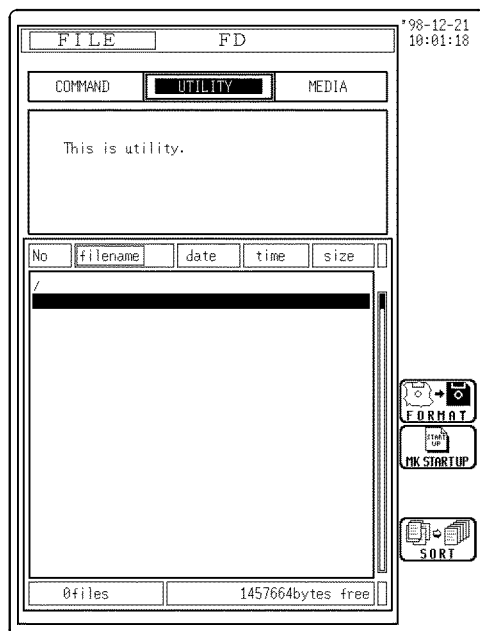 FILE FD
'98-12-21
10:01:18
COMMAND UTILITY MEDIA
This is utility.
No filename date time size
/
FORMAT
START UP
MK STARTUP
SORT
0files 1457664bytes free